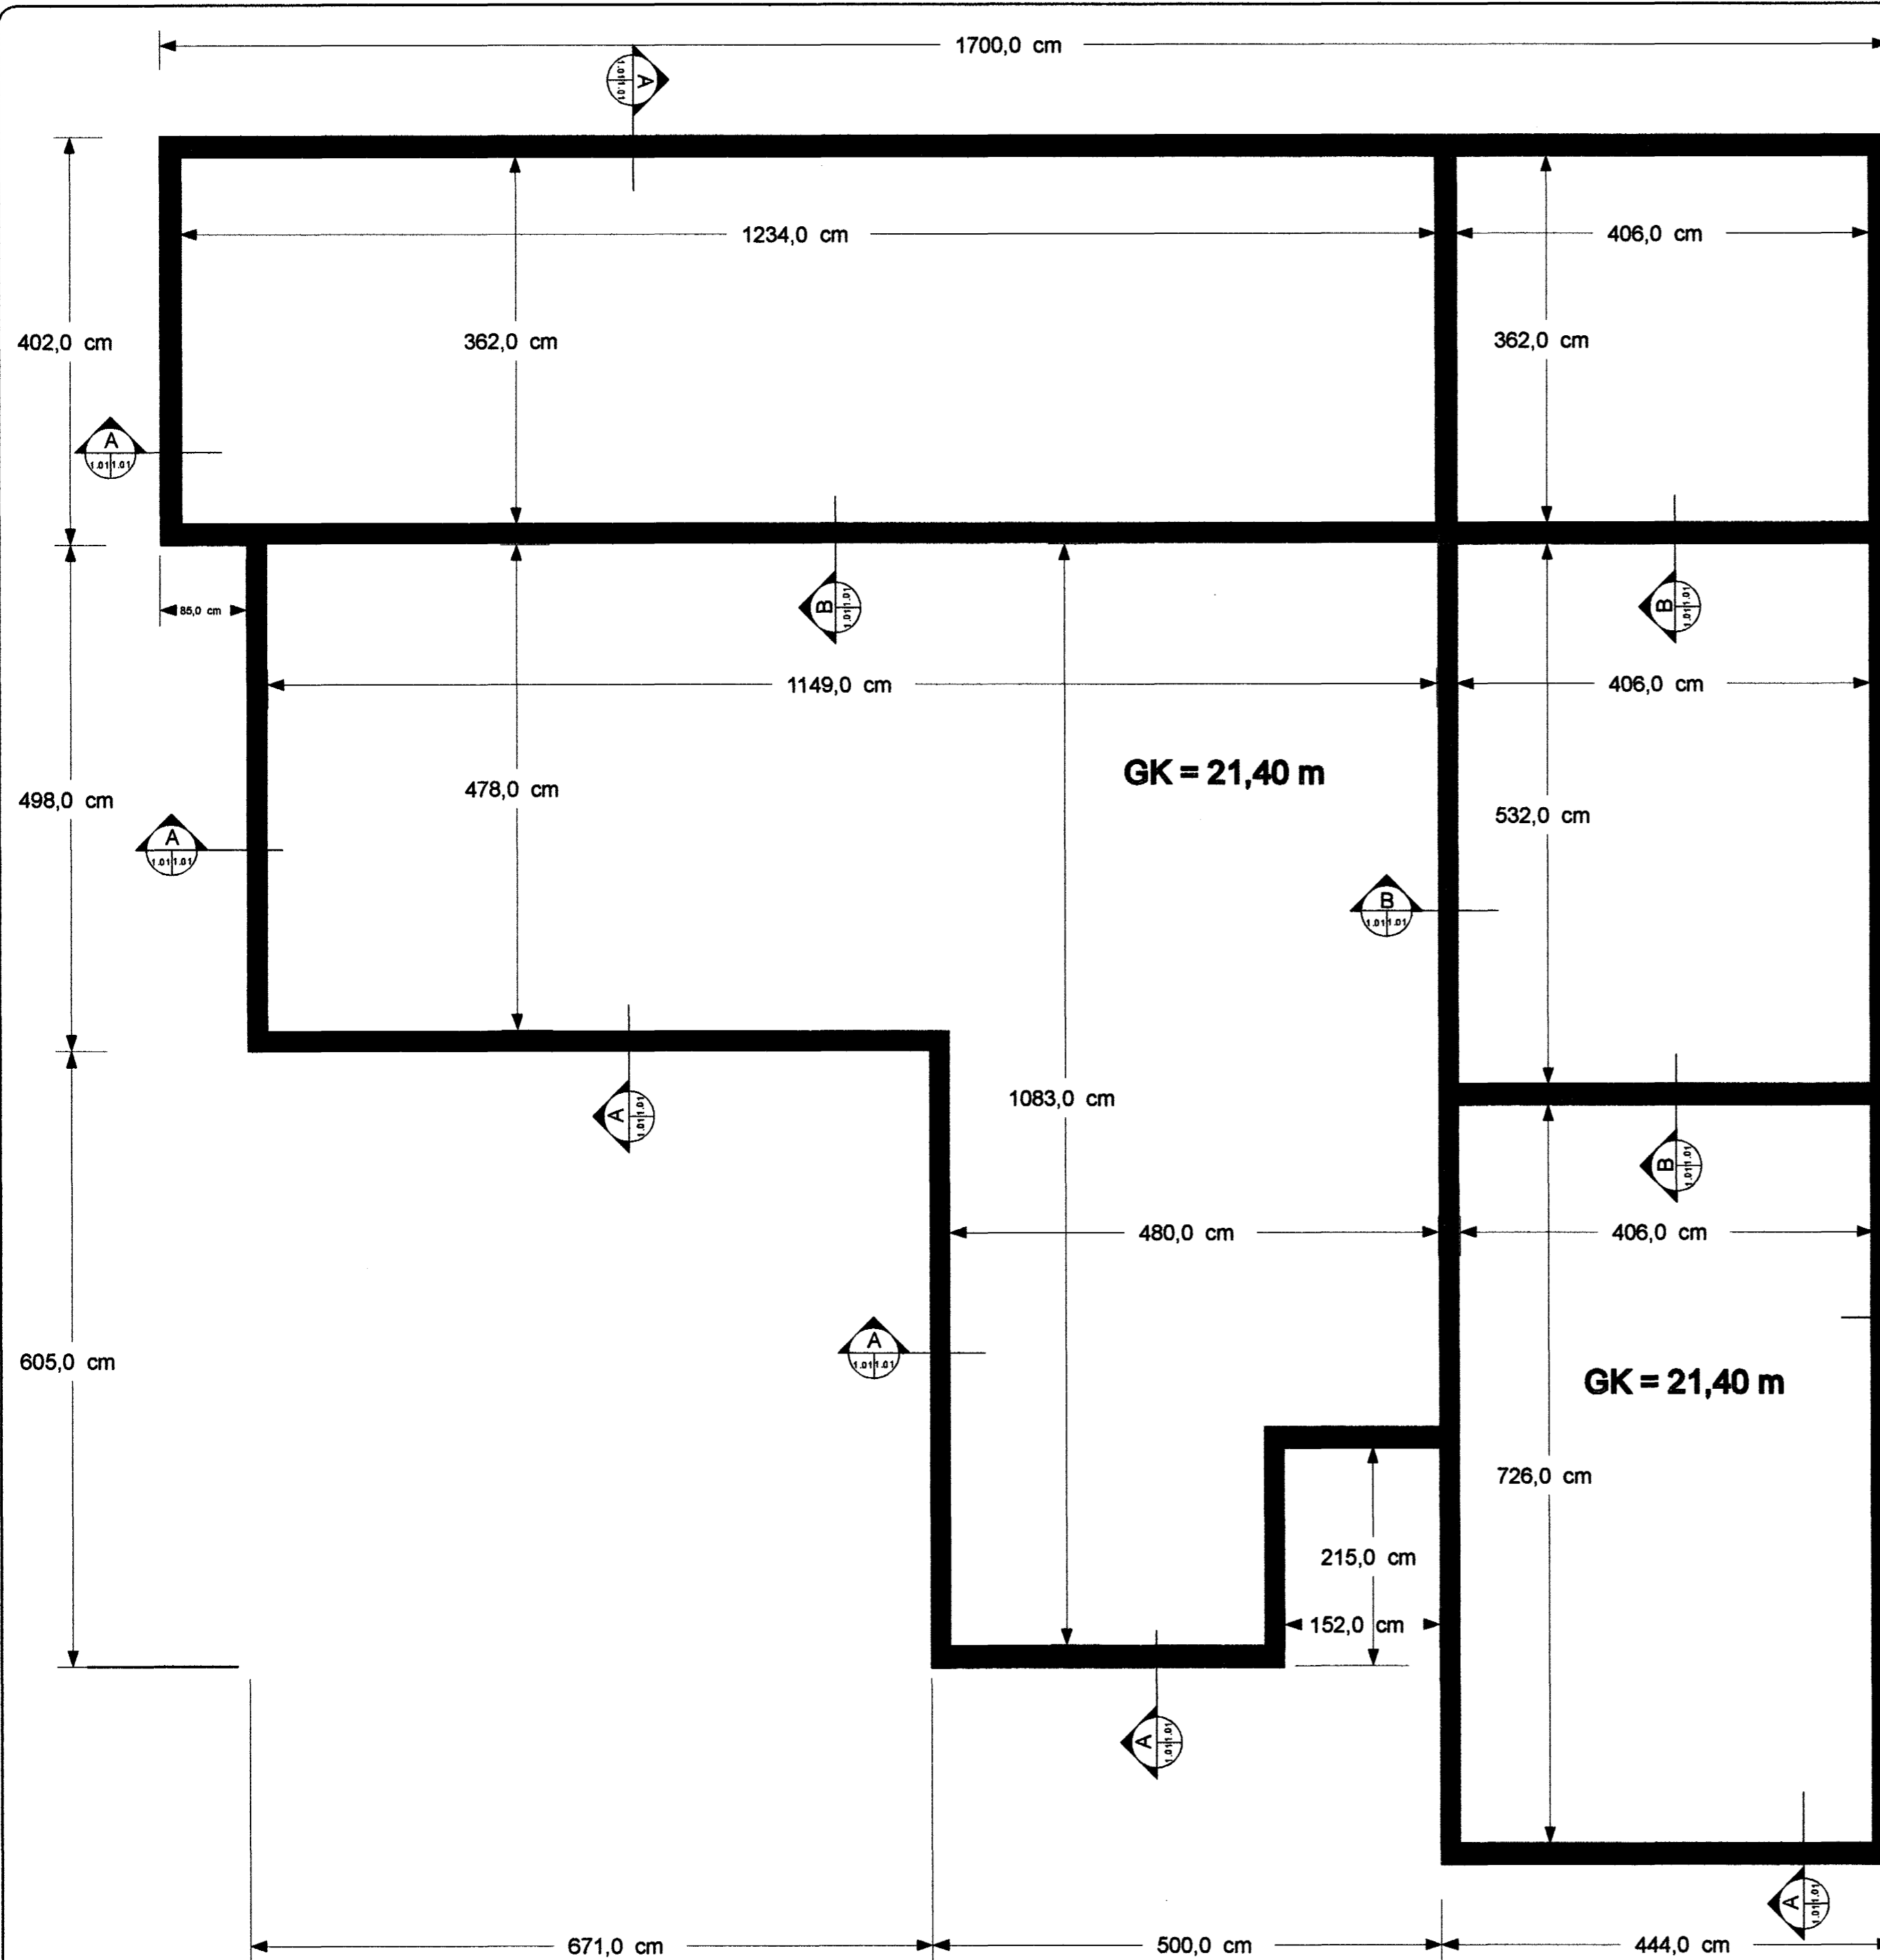 1700,0 cm
A
1.01 1.01
1234,0 cm
406,0 cm
402,0 cm
362,0 cm
362,0 cm
A
1.01 1.01
85,0 cm
B
1.01 1.01
B
1.01 1.01
1149,0 cm
406,0 cm
GK = 21,40 m
498,0 cm
478,0 cm
532,0 cm
A
1.01 1.01
B
1.01 1.01
1083,0 cm
A
1.01 1.01
B
1.01 1.01
480,0 cm
406,0 cm
605,0 cm
A
1.01 1.01
GK = 21,40 m
726,0 cm
215,0 cm
152,0 cm
A
1.01 1.01
A
1.01 1.01
671,0 cm
500,0 cm
444,0 cm